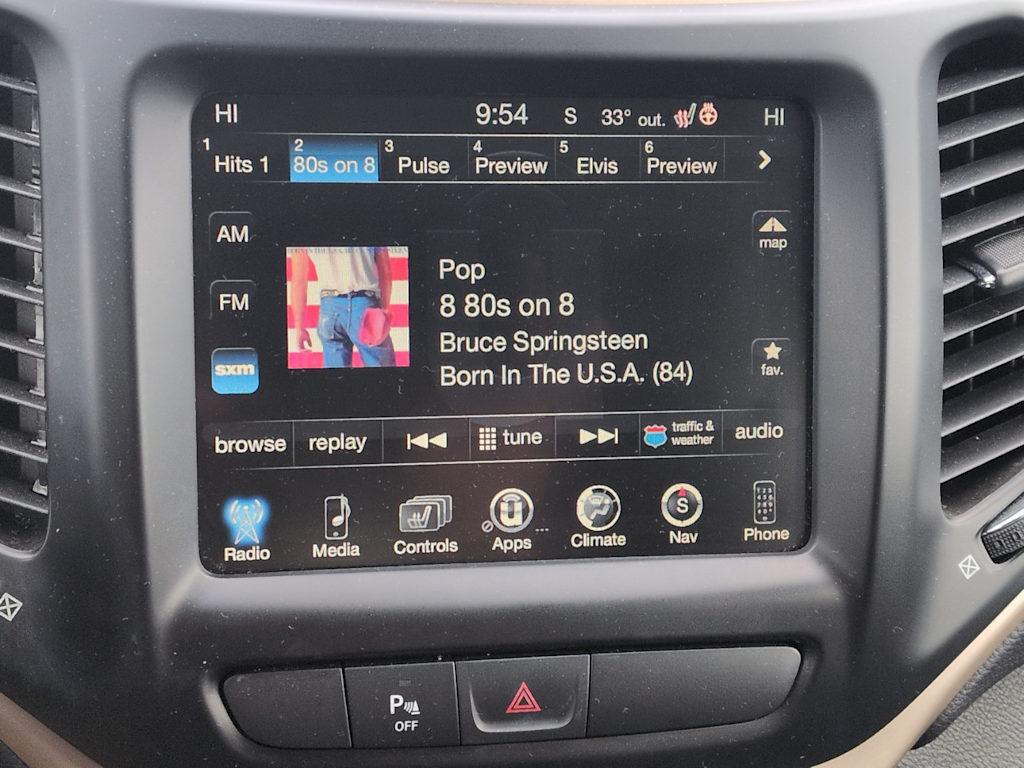 HI 9:54 S 33° out. HI
1 Hits 1 2 80s on 8 3 Pulse 4 Preview 5 Elvis 6 Preview
AM
map
Pop
FM
8 80s on 8
Bruce Springsteen
sxm
fav.
Born In The U.S.A. (84)
browse replay tune traffic & weather audio
Radio Media Controls Apps Climate Nav Phone
P
OFF